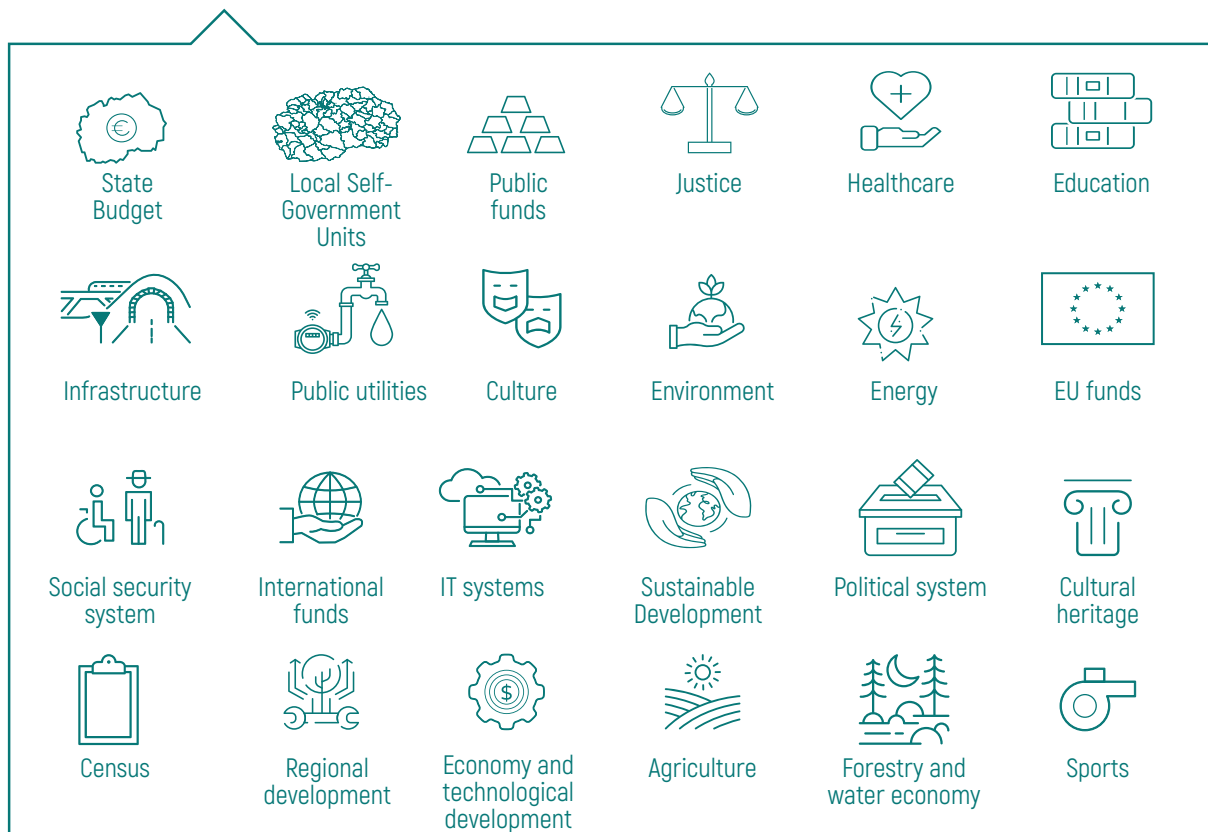 State
Budget
Local Self-
Government
Units
Public
funds
Justice
Healthcare
Education
Infrastructure
Public utilities
Culture
Environment
Energy
EU funds
Social security
system
International
funds
IT systems
Sustainable
Development
Political system
Cultural
heritage
Census
Regional
development
Economy and
technological
development
Agriculture
Forestry and
water economy
Sports